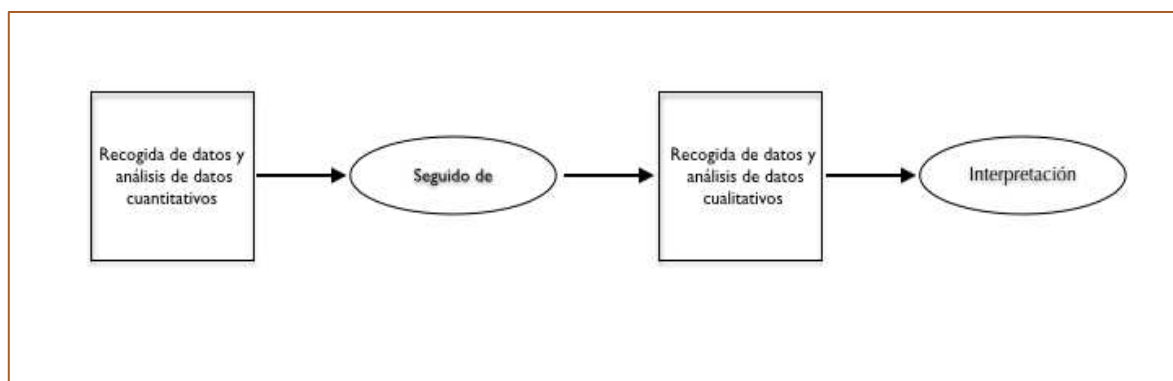 Recogida de datos y
análisis de datos
cuantitativos
Seguido de
Recogida de datos y
análisis de datos
cualitativos
Interpretación